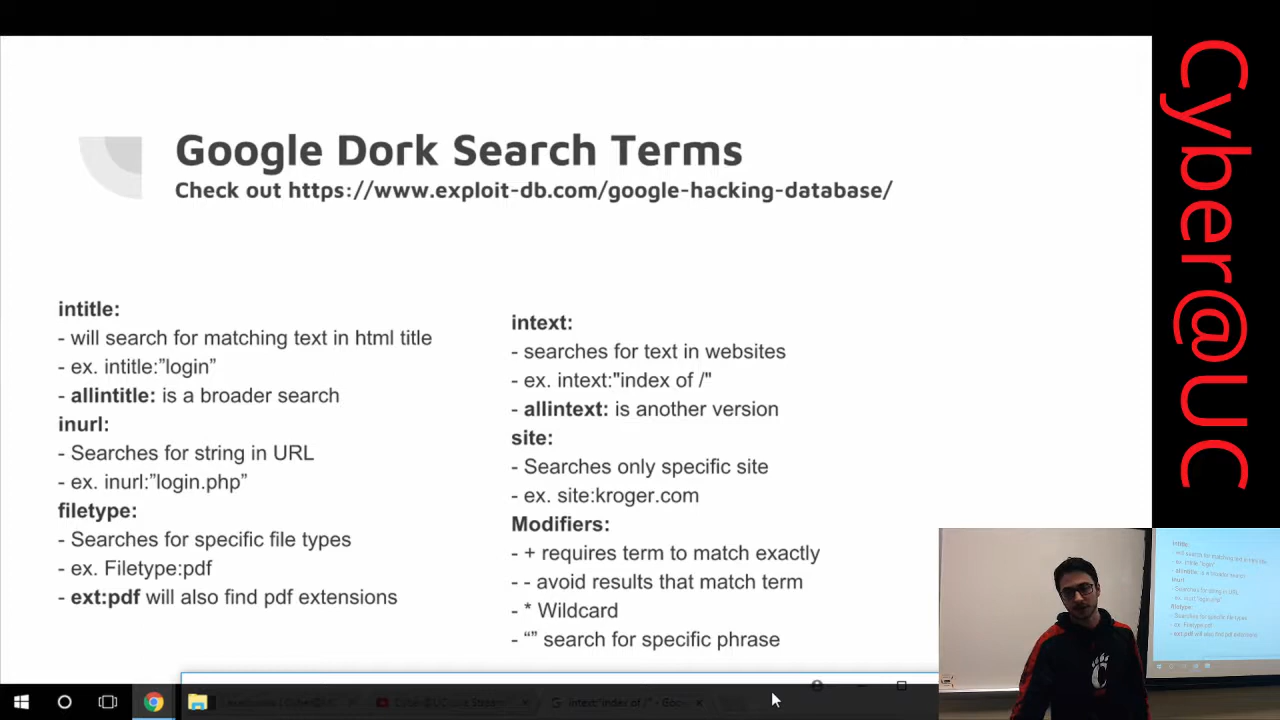 Google Dork Search Terms
Check out https://www.exploit-db.com/google-hacking-database/
intitle:
- will search for matching text in html title
- ex. intitle:”login”
- allintitle: is a broader search
inurl:
- Searches for string in URL
- ex. inurl:”login.php”
filetype:
- Searches for specific file types
- ex. Filetype:pdf
- ext:pdf will also find pdf extensions
intext:
- searches for text in websites
- ex. intext:"index of /"
- allintext: is another version
site:
- Searches only specific site
- ex. site:kroger.com
Modifiers:
- + requires term to match exactly
- - avoid results that match term
- * Wildcard
- “” search for specific phrase
Cyber@UC
intext:"index of /" - Goo